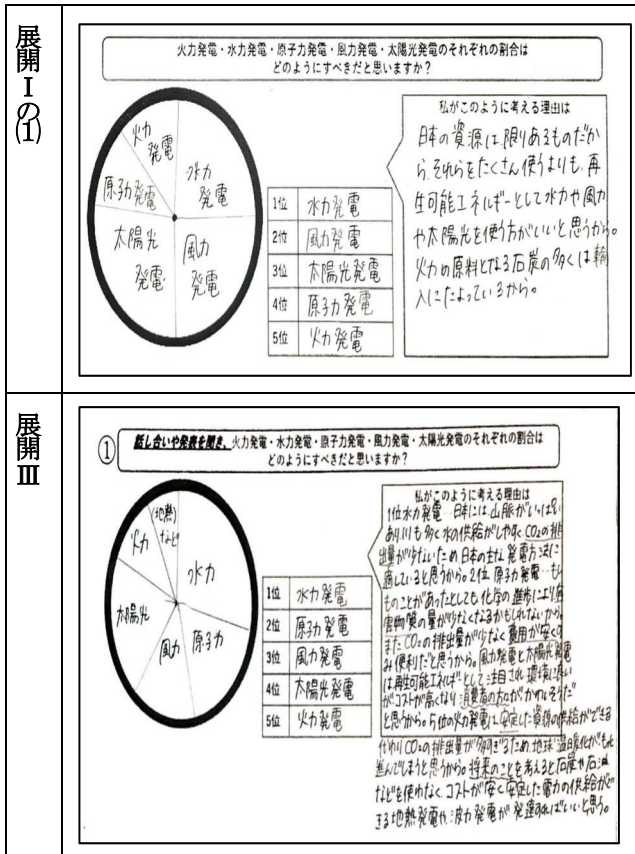 展開Ⅰの(1)
火力発電・水力発電・原子力発電・風力発電・太陽光発電のそれぞれの割合は
どのようにすべきだと思いますか？
火力
発電
水力
発電
原子力発電
太陽光
発電
風力
発電
1位 水力発電
2位 風力発電
3位 太陽光発電
4位 原子力発電
5位 火力発電
私がこのように考える理由は
日本の資源は、限りあるものだか
ら、それらをたくさん使うよりも、再
生可能エネルギーとして水力や風力
や太陽光を使う方がいいと思うから。
火力の原料となる石炭の多くは輸
入にたよっているから。
展開Ⅲ
①
話し合いや発表を聞き、火力発電・水力発電・原子力発電・風力発電・太陽光発電のそれぞれの割合は
どのようにすべきだと思いますか？
(地熱)
など
火力
水力
太陽光
風力
原子力
1位 水力発電
2位 原子力発電
3位 風力発電
4位 太陽光発電
5位 火力発電
私がこのように考える理由は
1位水力発電 日本には山脈がいっぱい
あり、川も多く水の供給がしやすく、CO2の排
出量が少ないため日本の主な発電方法に
適していると思うから。2位 原子力発電…もし
ものことがあったとしても化学の進歩により有
害物質の量が少なくなるかもしれないから。
またCO2の排出量が少なく費用が安くす
み便利だと思うから。風力発電と太陽光発電
は再生可能エネルギーとして注目され環境に良い
がコストが高くなり消費者の方々がかわいそうだ
と思うから。5位の火力発電は安定した資源の供給ができる
代わりCO2の排出量が多すぎるため地球温暖化がもっと
進んでしまうと思うから。将来のことを考えると石炭や石油
などを使わなく、コストが安く安定した電力の供給がで
きる地熱発電や波力発電が発達すればいいと思う。